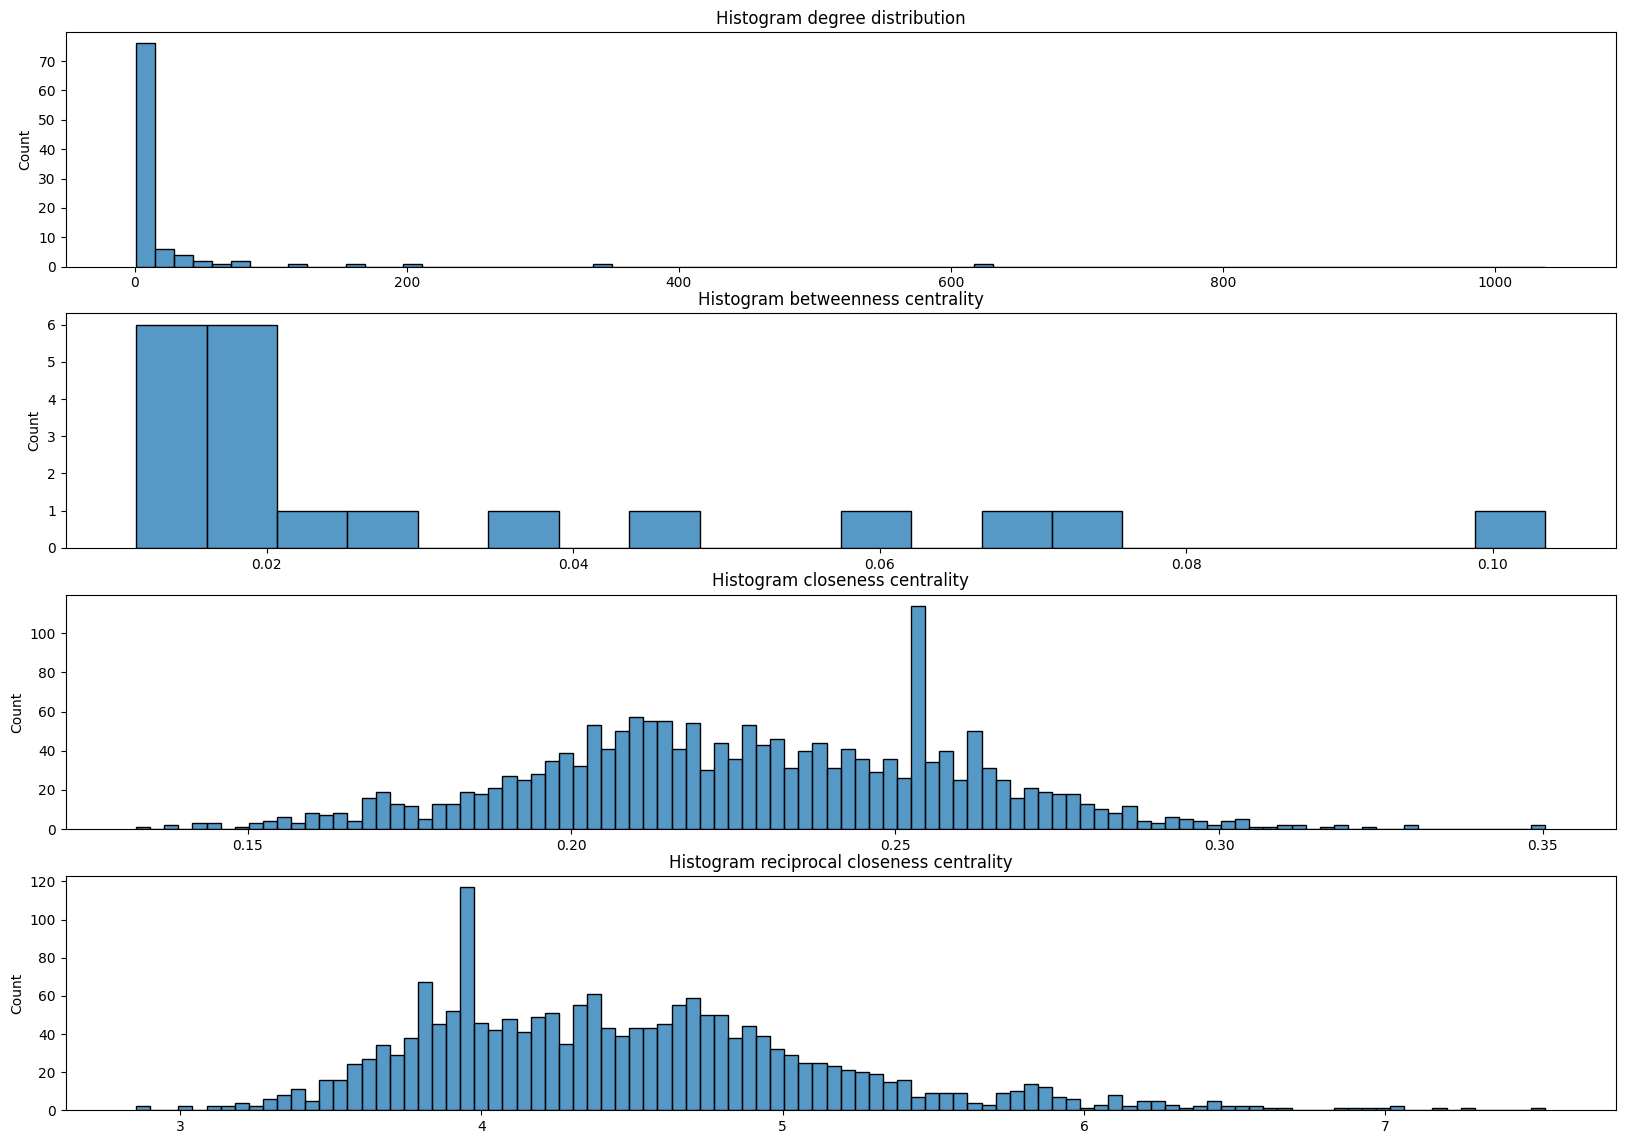 Histogram degree distribution
Count
70
60
50
40
30
20
10
0
0 200 400 600 800 1000
Histogram betweenness centrality
Count
6
5
4
3
2
1
0
0.02 0.04 0.06 0.08 0.10
Histogram closeness centrality
Count
100
80
60
40
20
0
0.15 0.20 0.25 0.30 0.35
Histogram reciprocal closeness centrality
Count
120
100
80
60
40
20
0
3 4 5 6 7